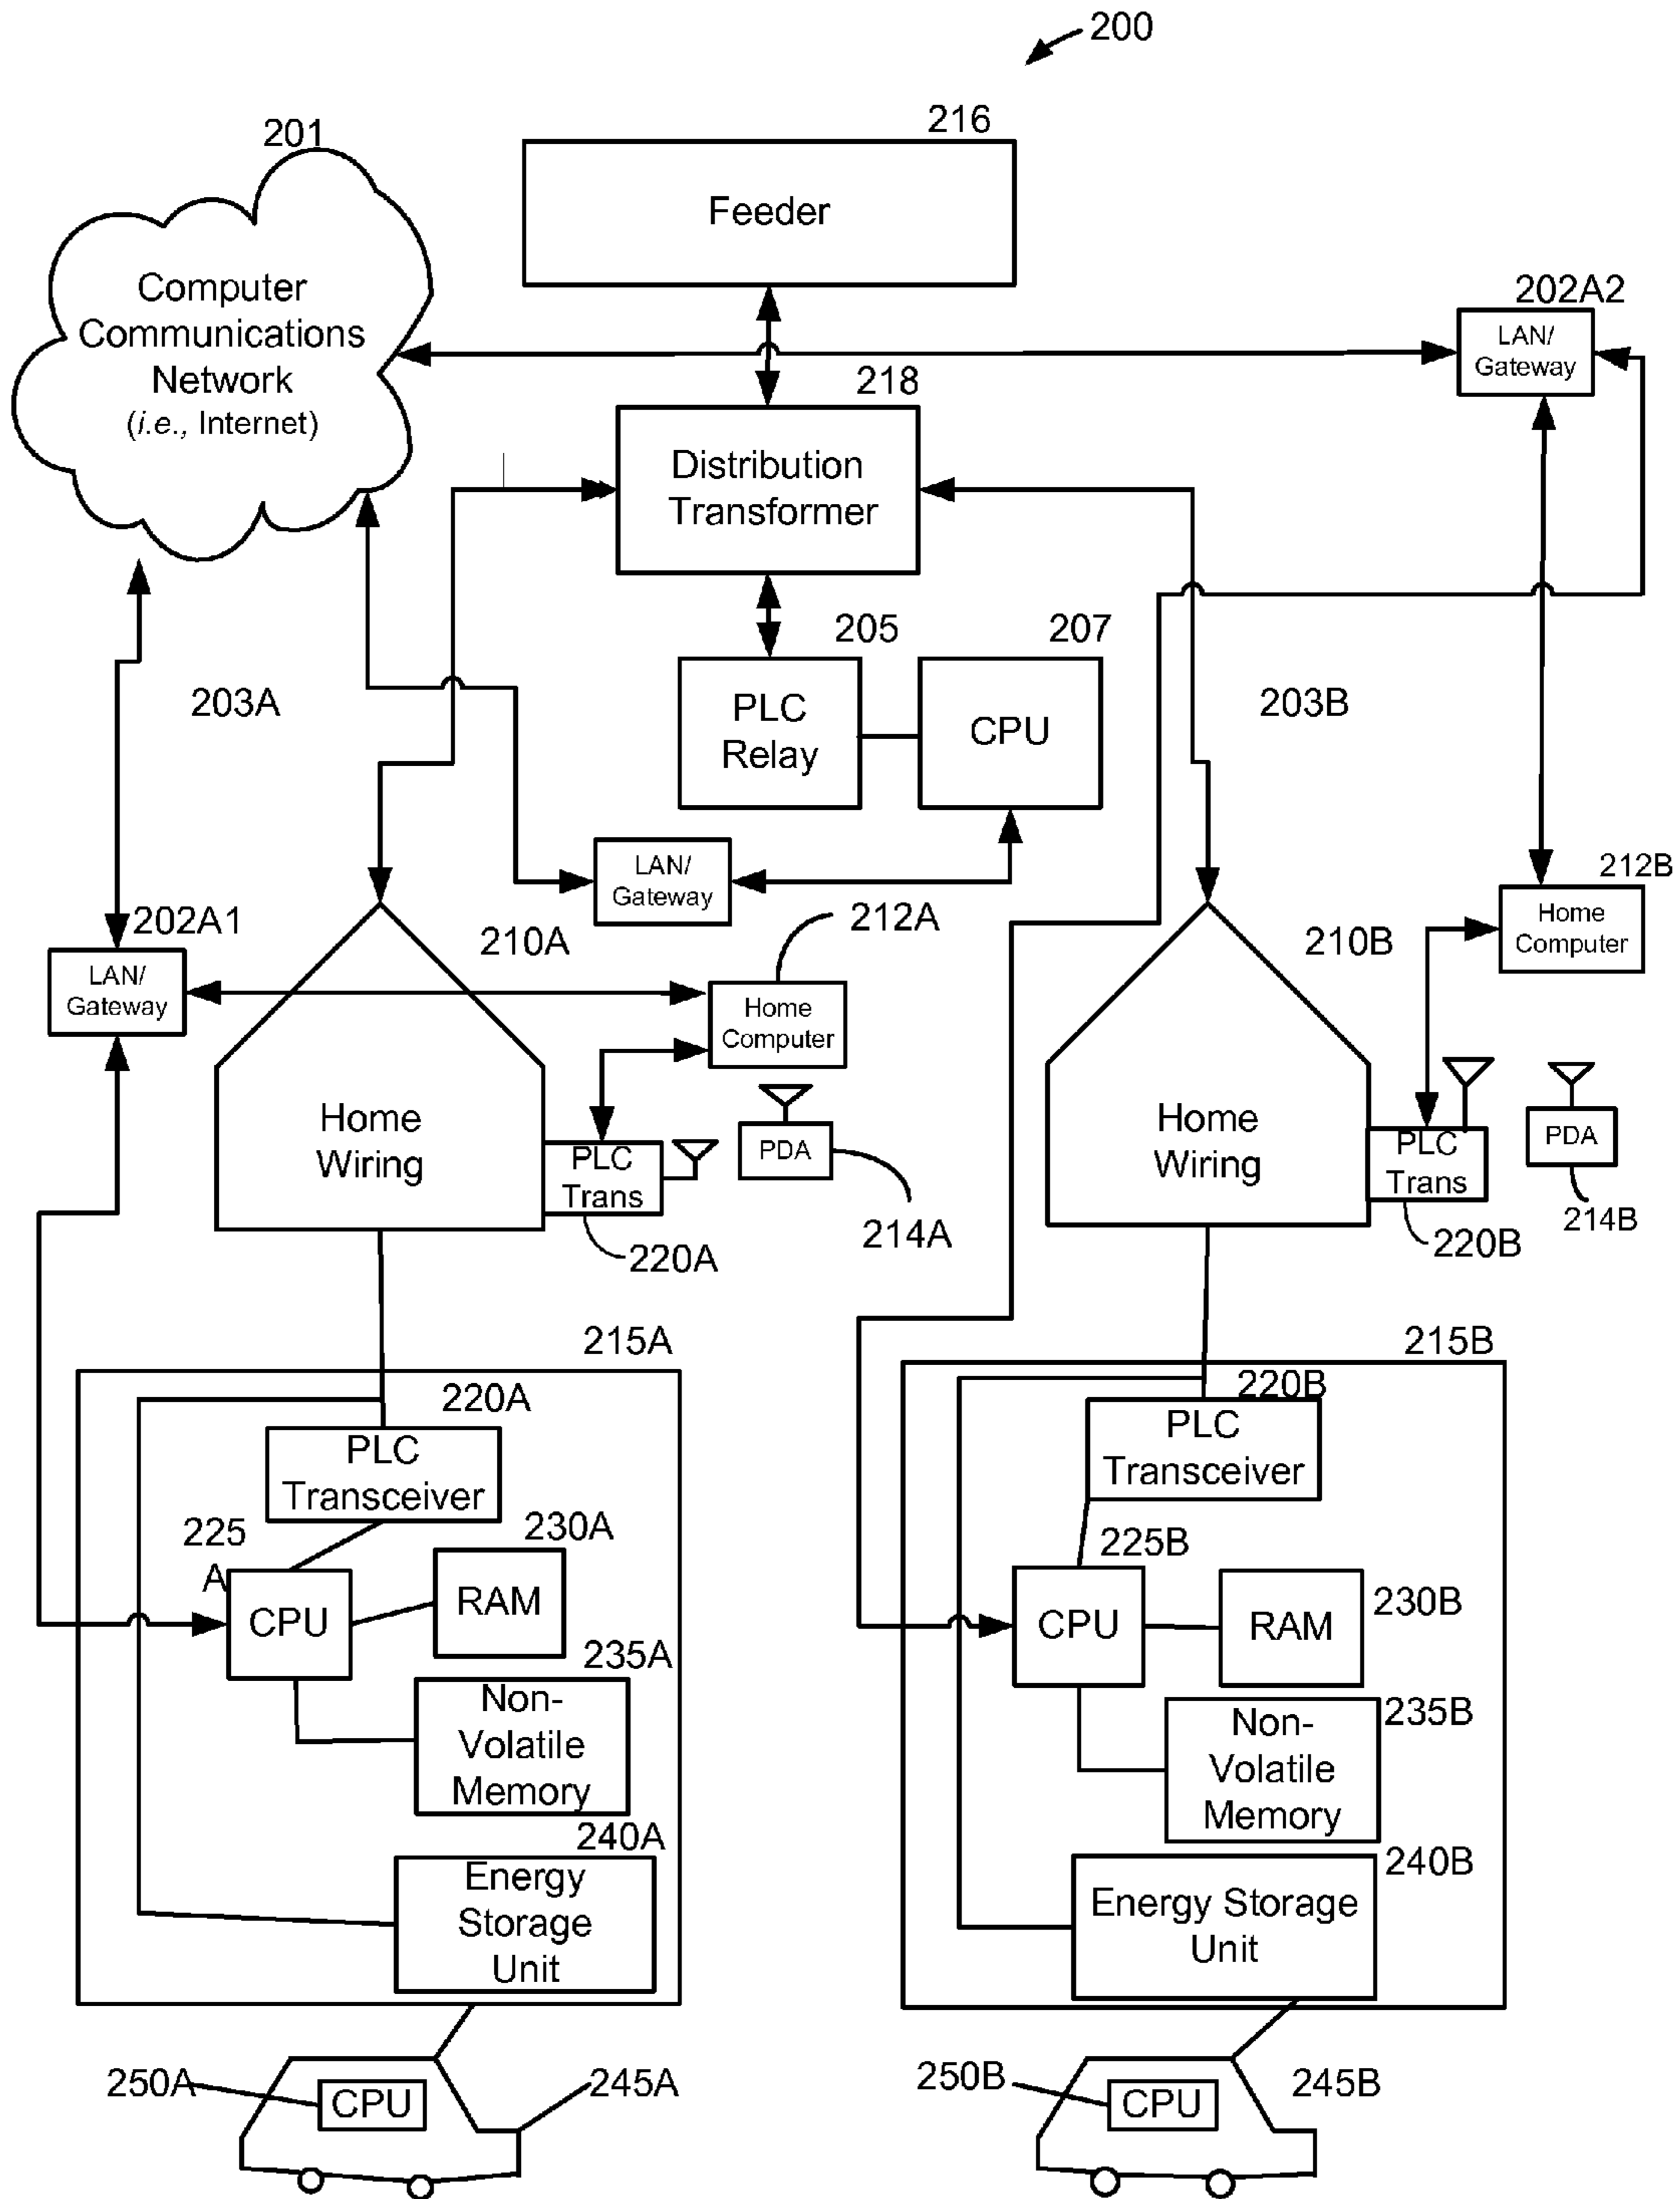 200
201
216
Feeder
Computer
Communications
Network
(i.e., Internet)
202A2
LAN/
Gateway
218
Distribution
Transformer
205
207
203A
203B
PLC
Relay
CPU
LAN/
Gateway
212B
Home
Computer
202A1
LAN/
Gateway
210A
212A
210B
Home
Computer
Home
Wiring
PLC
Trans
PDA
Home
Wiring
PLC
Trans
PDA
220A
214A
220B
214B
215A
215B
220A
PLC
Transceiver
220B
PLC
Transceiver
225
A
CPU
230A
RAM
225B
CPU
RAM
230B
235A
Non-
Volatile
Memory
Non-
Volatile
Memory
235B
240A
Energy
Storage
Unit
Energy Storage
Unit
240B
250A
CPU
245A
250B
CPU
245B